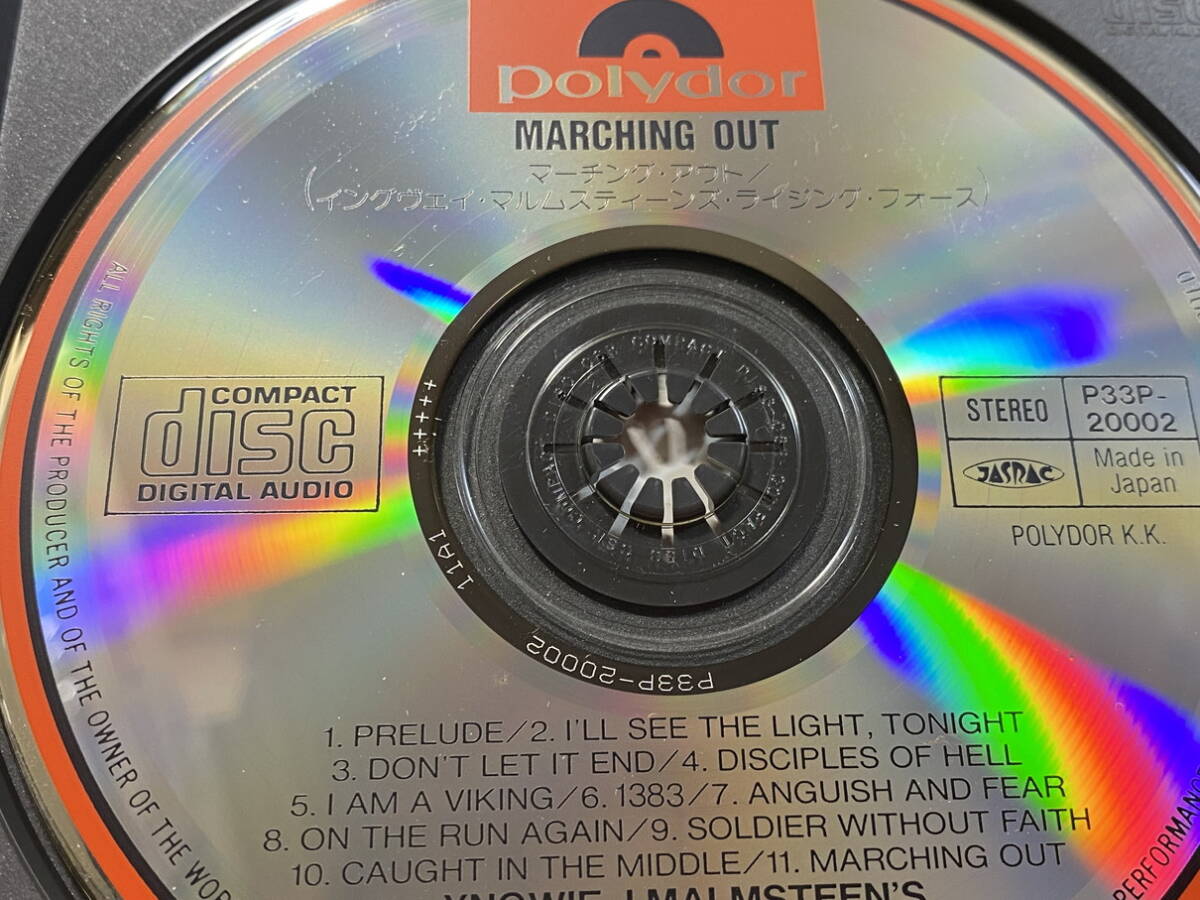 polydor
MARCHING OUT
マーチング・アウト/
(イングヴェイ・マルムスティーンズ・ライジング・フォース)
COMPACT
disc
DIGITAL AUDIO
STEREO
P33P-
20002
JASRAC
Made in
Japan
POLYDOR K.K.
ALL RIGHTS OF THE PRODUCER AND OF THE OWNER OF THE
PERFORMANCE
+++++
11A1
P33P-20002
1. PRELUDE/2. I'LL SEE THE LIGHT, TONIGHT
3. DON'T LET IT END/4. DISCIPLES OF HELL
5. I AM A VIKING/6. 1383/7. ANGUISH AND FEAR
8. ON THE RUN AGAIN/9. SOLDIER WITHOUT FAITH
10. CAUGHT IN THE MIDDLE/11. MARCHING OUT
YNGWIE J.MALMSTEEN'S